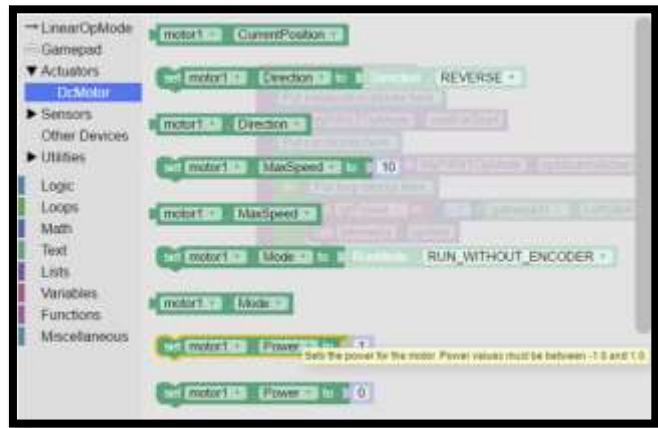 LinearOpMode
Gamepad
Actuators
DcMotor
Sensors
Other Devices
Utilities
Logic
Loops
Math
Text
Lists
Variables
Functions
Miscellaneous
motor1 CurrentPosition
set motor1 Direction to Direction REVERSE
motor1 Direction
set motor1 MaxSpeed to 10
motor1 MaxSpeed
set motor1 Mode to RunMode RUN_WITHOUT_ENCODER
motor1 Mode
set motor1 Power to 1
Sets the power for the motor. Power values must be between -1.0 and 1.0.
set motor1 Power to 0